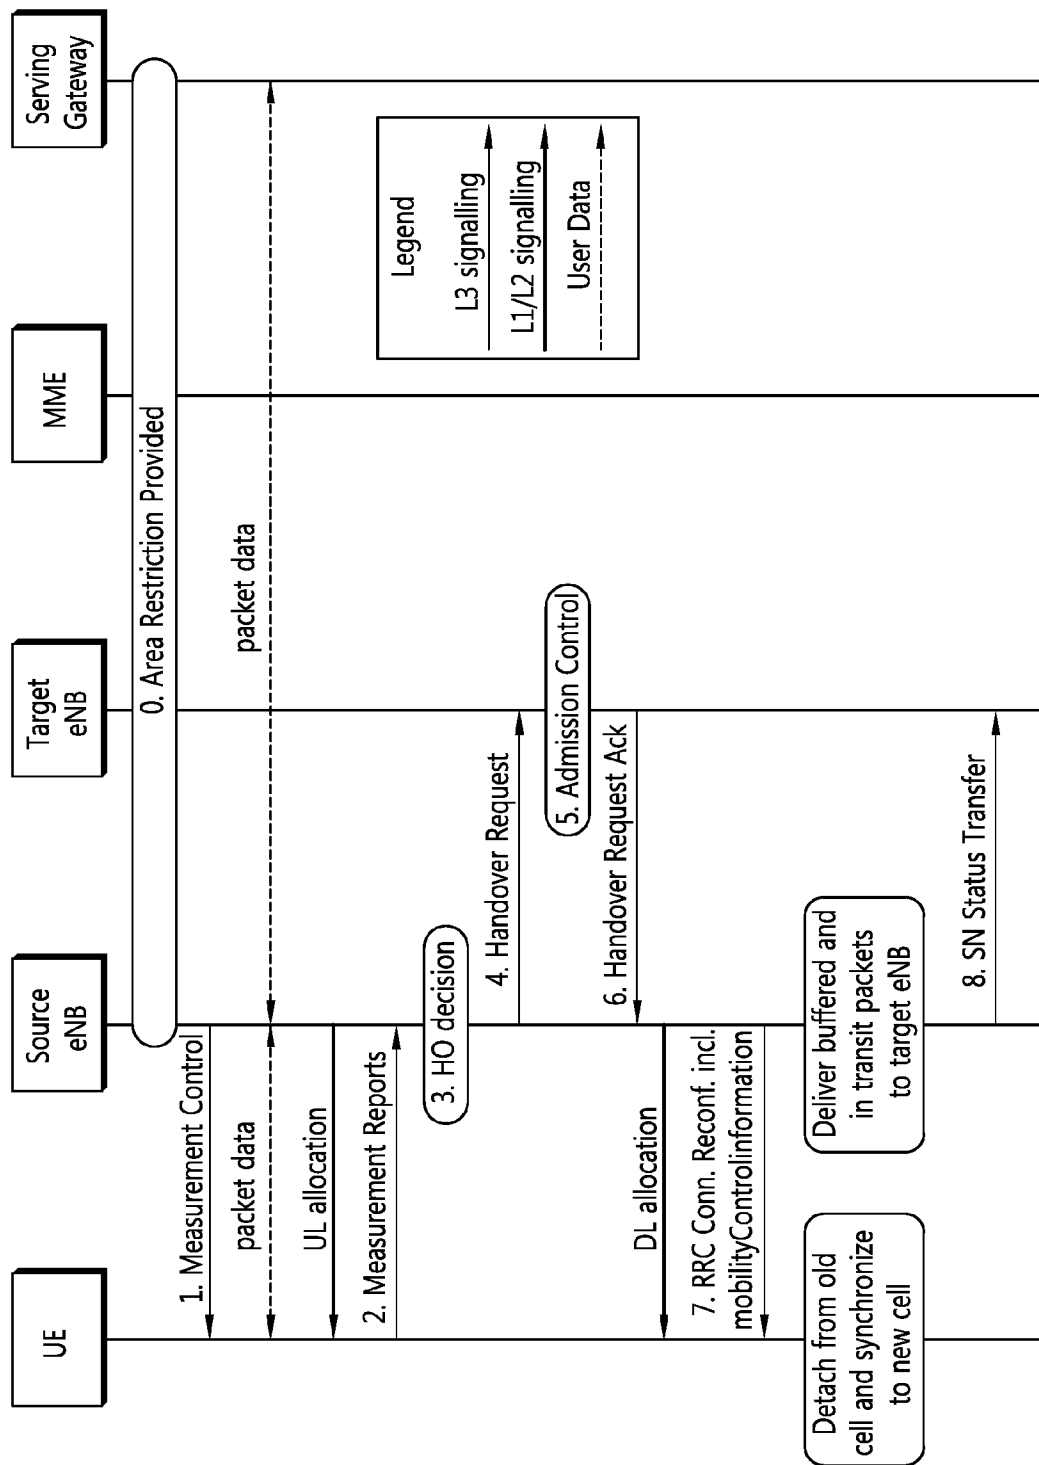 UE
Source
eNB
Target
eNB
MME
Serving
Gateway
0. Area Restriction Provided
1. Measurement Control
packet data
packet data
UL allocation
2. Measurement Reports
3. HO decision
4. Handover Request
5. Admission Control
6. Handover Request Ack
DL allocation
7. RRC Conn. Reconf. incl.
mobilityControlinformation
Detach from old
cell and synchronize
to new cell
Deliver buffered and
in transit packets
to target eNB
8. SN Status Transfer
Legend
L3 signalling
L1/L2 signalling
User Data